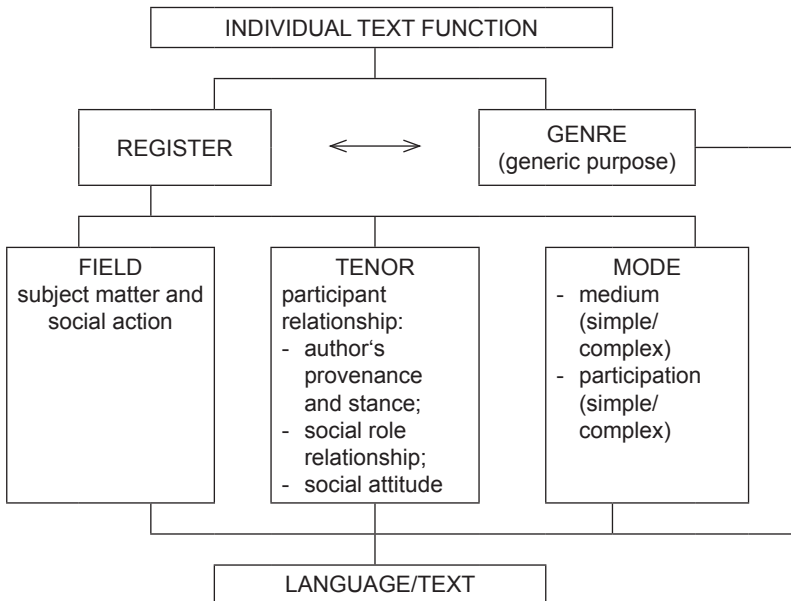 INDIVIDUAL TEXT FUNCTION
REGISTER
GENRE
(generic purpose)
FIELD
subject matter and
social action
TENOR
participant
relationship:
- author‘s
provenance
and stance;
- social role
relationship;
- social attitude
MODE
- medium
(simple/
complex)
- participation
(simple/
complex)
LANGUAGE/TEXT